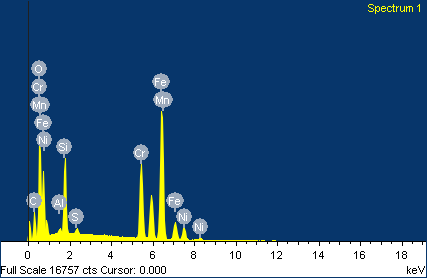 Spectrum 1
O
Cr
Mn
Fe
Ni
C
Al
Si
S
Cr
Fe
Mn
Fe
Ni
Ni
0 2 4 6 8 10 12 14 16 18
Full Scale 16757 cts Cursor: 0.000 keV